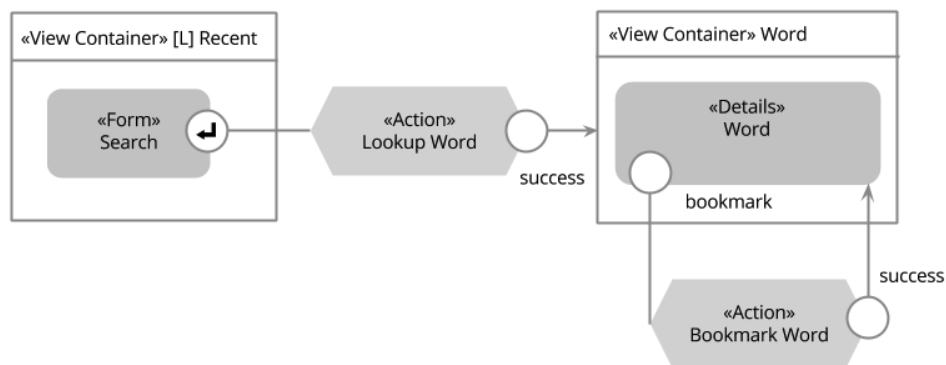 «View Container» [L] Recent
«Form»
Search
«Action»
Lookup Word
success
«View Container» Word
«Details»
Word
bookmark
success
«Action»
Bookmark Word